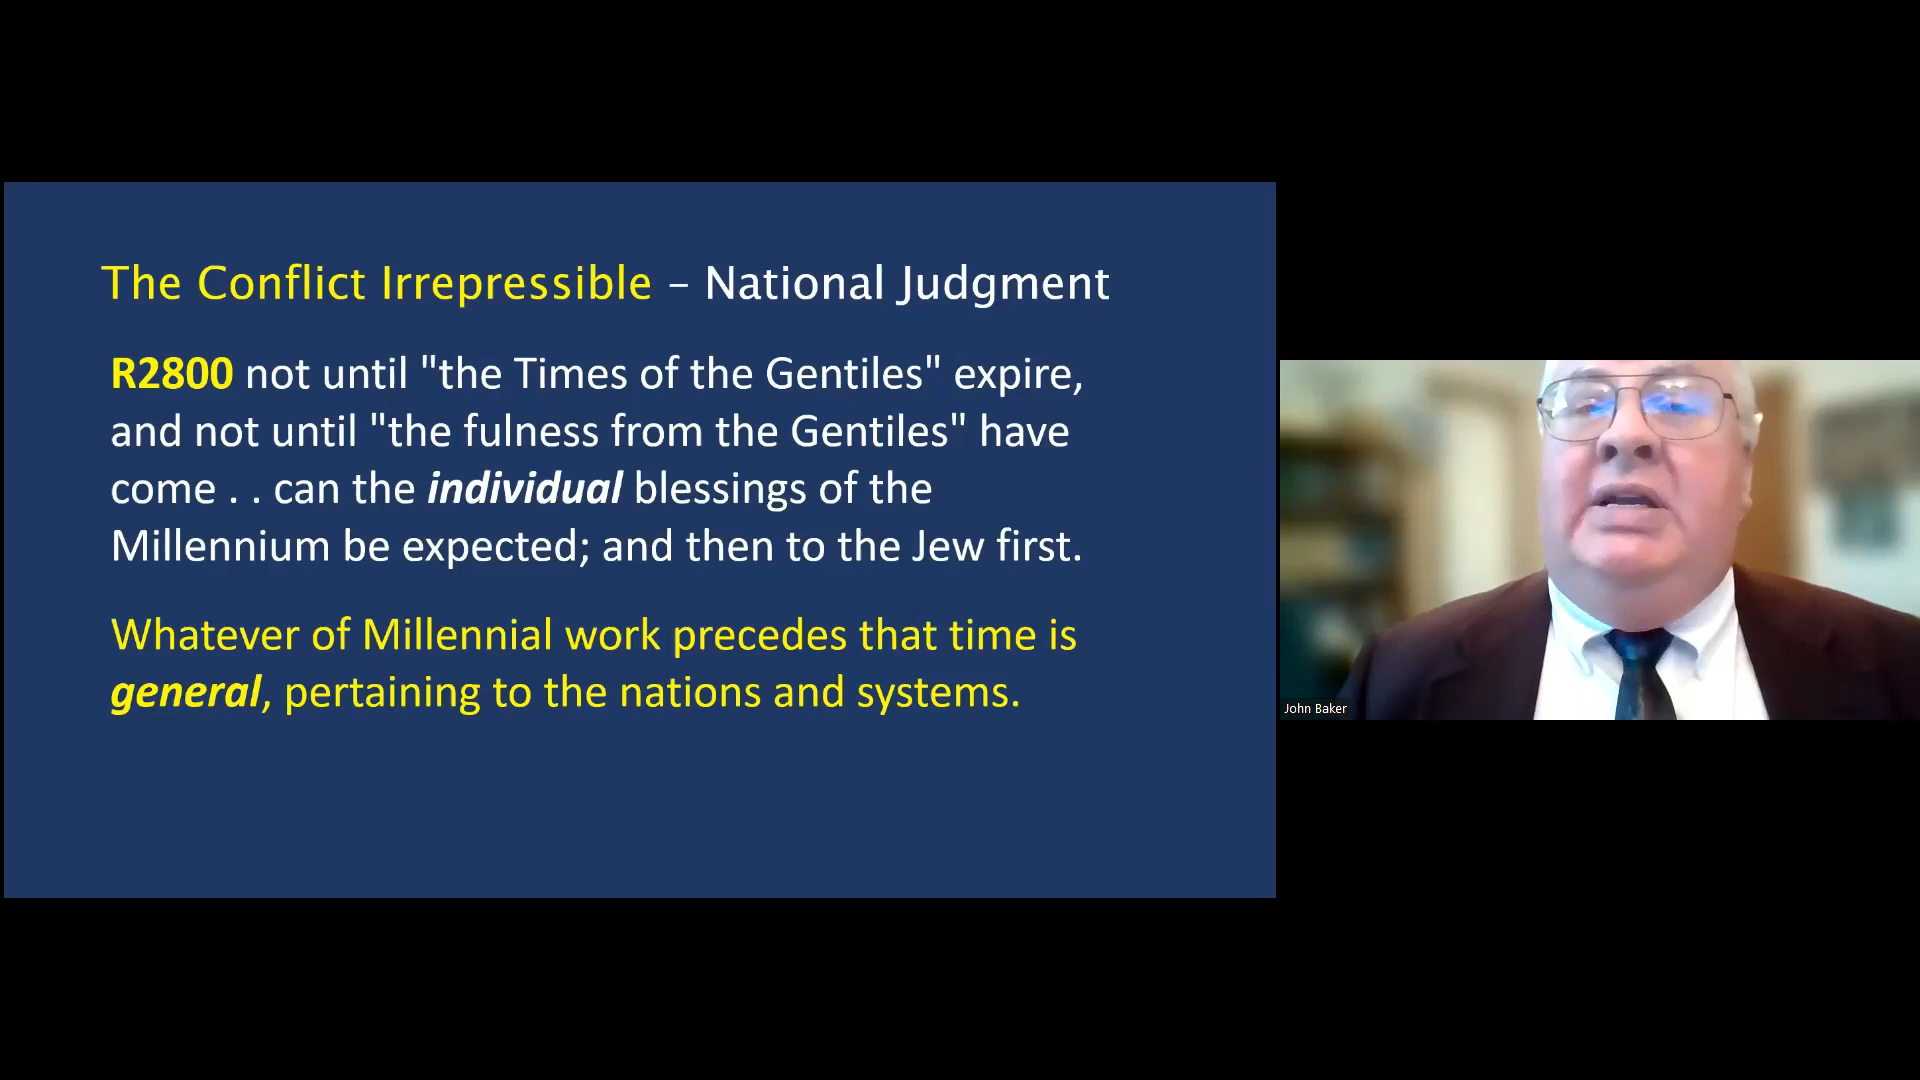 The Conflict Irrepressible – National Judgment
R2800 not until "the Times of the Gentiles" expire,
and not until "the fulness from the Gentiles" have
come . . can the individual blessings of the
Millennium be expected; and then to the Jew first.
Whatever of Millennial work precedes that time is
general, pertaining to the nations and systems.
John Baker